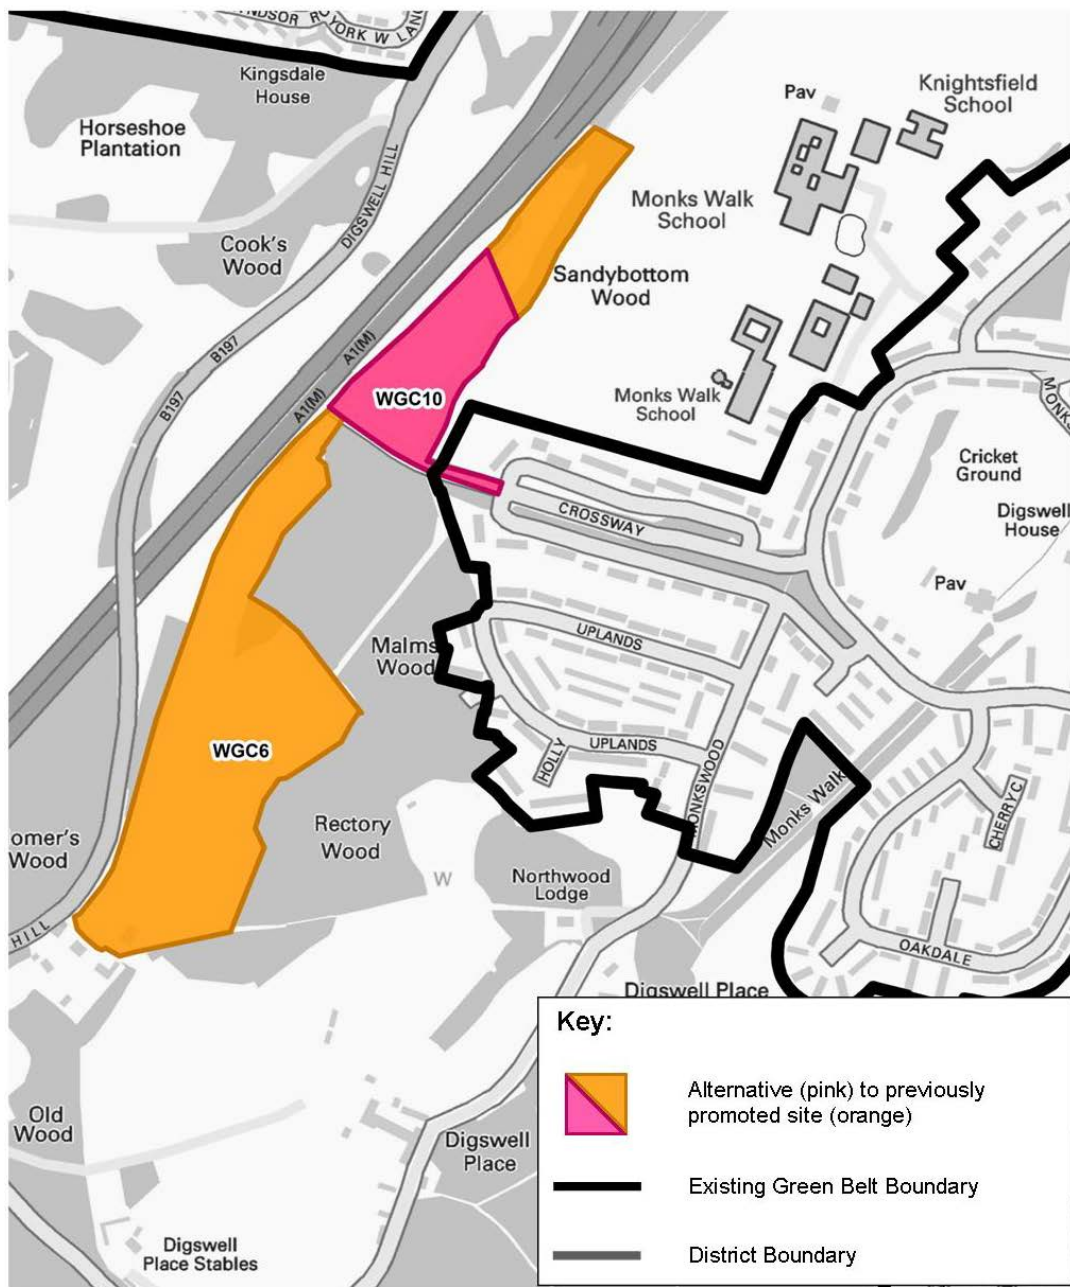 YORK W
Kingsdale
House
Horseshoe
Plantation
DIGSWELL HILL
Cook's
Wood
Pav
Knightsfield
School
Monks Walk
School
Sandybottom
Wood
B197
B197
A1(M)
A1(M)
WGC10
Monks Walk
School
MONKS
Cricket
Ground
Digswell
House
Pav
CROSSWAY
UPLANDS
Malms
Wood
UPLANDS
HOLLY
MONKSWOOD
Monks Walk
CHERRY C
WGC6
Rectory
Wood
omer's
Wood
W
Northwood
Lodge
HILL
OAKDALE
Digswell Place
Old
Wood
Digswell
Place
Digswell
Place Stables
Key:
Alternative (pink) to previously
promoted site (orange)
Existing Green Belt Boundary
District Boundary